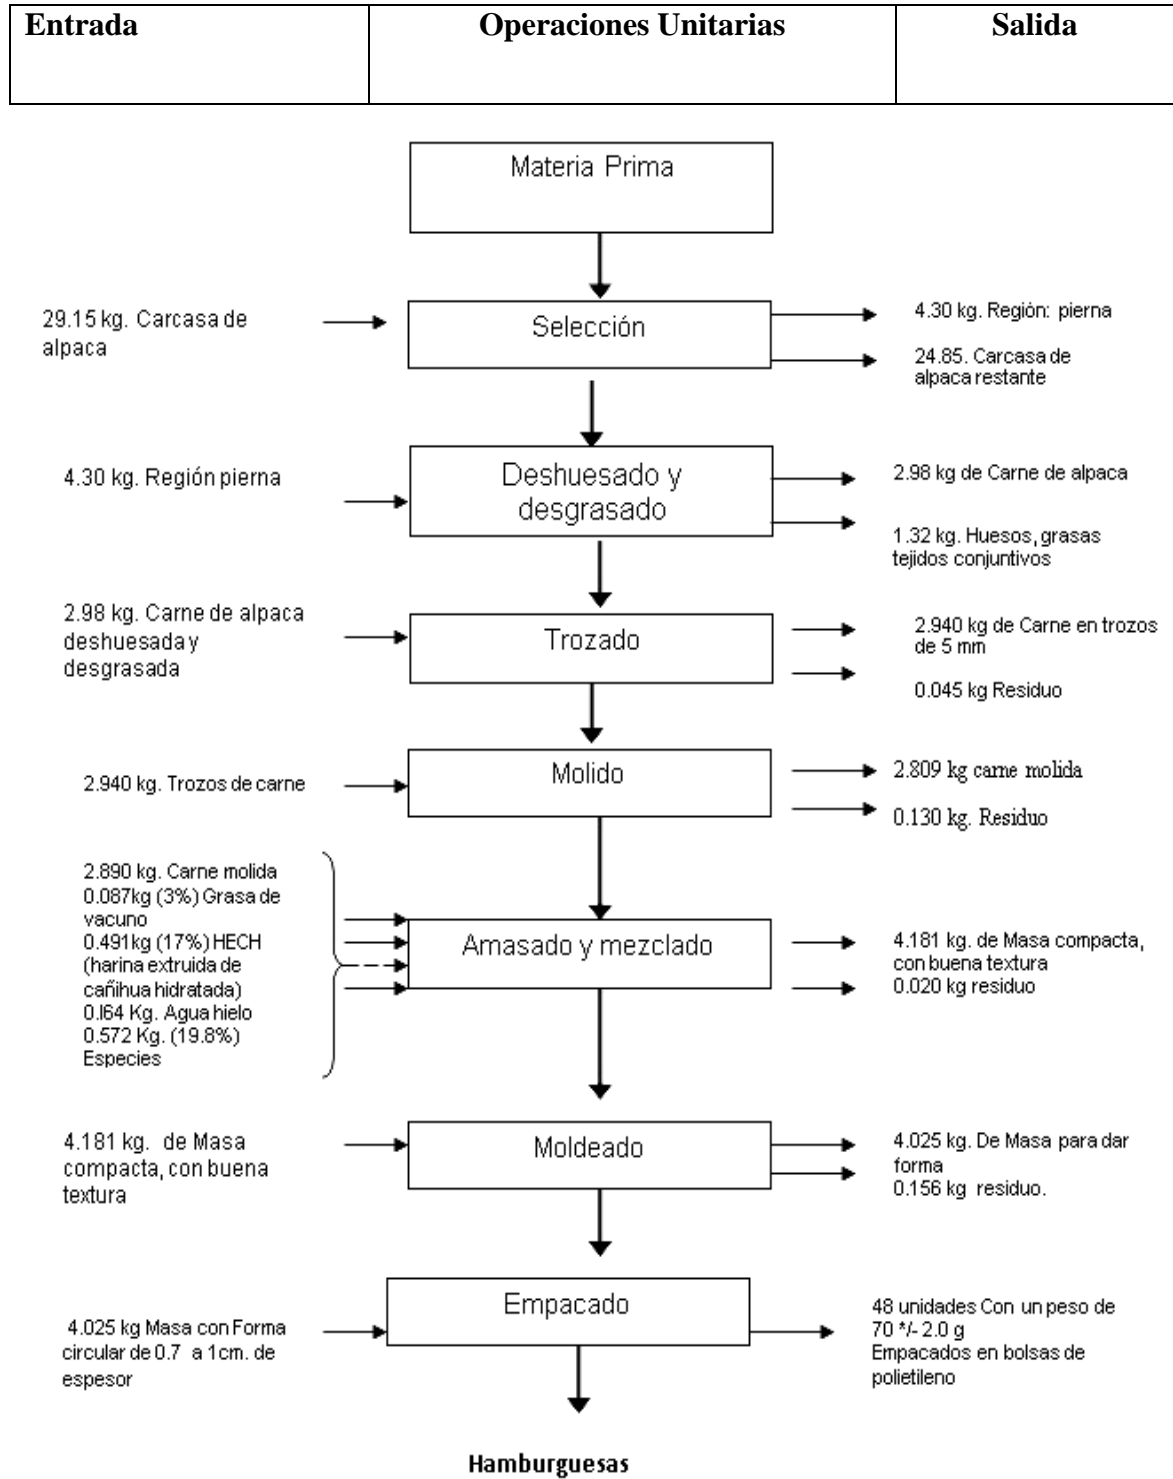 Entrada
Operaciones Unitarias
Salida
Materia Prima
29.15 kg. Carcasa de
alpaca
Selección
4.30 kg. Región: pierna
24.85. Carcasa de
alpaca restante
4.30 kg. Región pierna
Deshuesado y
desgrasado
2.98 kg de Carne de alpaca
1.32 kg. Huesos, grasas
tejidos conjuntivos
2.98 kg. Carne de alpaca
deshuesada y
desgrasada
Trozado
2.940 kg de Carne en trozos
de 5 mm
0.045 kg Residuo
2.940 kg. Trozos de carne
Molido
2.809 kg carne molida
0.130 kg. Residuo
2.890 kg. Carne molida
0.087kg (3%) Grasa de
vacuno
0.491kg (17%) HECH
(harina extruida de
cañihua hidratada)
0.l64 Kg. Agua hielo
0.572 Kg. (19.8%)
Especies
Amasado y mezclado
4.181 kg. de Masa compacta,
con buena textura
0.020 kg residuo
4.181 kg. de Masa
compacta, con buena
textura
Moldeado
4.025 kg. De Masa para dar
forma
0.156 kg residuo.
4.025 kg Masa con Forma
circular de 0.7 a 1cm. de
espesor
Empacado
48 unidades Con un peso de
70 */- 2.0 g
Empacados en bolsas de
polietileno
Hamburguesas